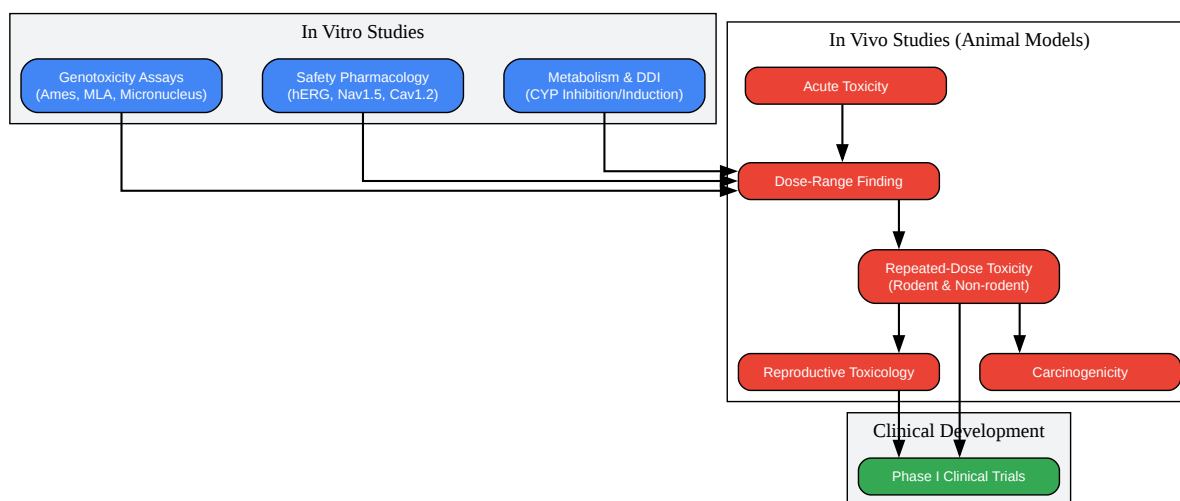 In Vitro Studies
Genotoxicity Assays
(Ames, MLA, Micronucleus)
Safety Pharmacology
(hERG, Nav1.5, Cav1.2)
Metabolism & DDI
(CYP Inhibition/Induction)
In Vivo Studies (Animal Models)
Acute Toxicity
Dose-Range Finding
Repeated-Dose Toxicity
(Rodent & Non-rodent)
Reproductive Toxicology
Carcinogenicity
Clinical Development
Phase I Clinical Trials